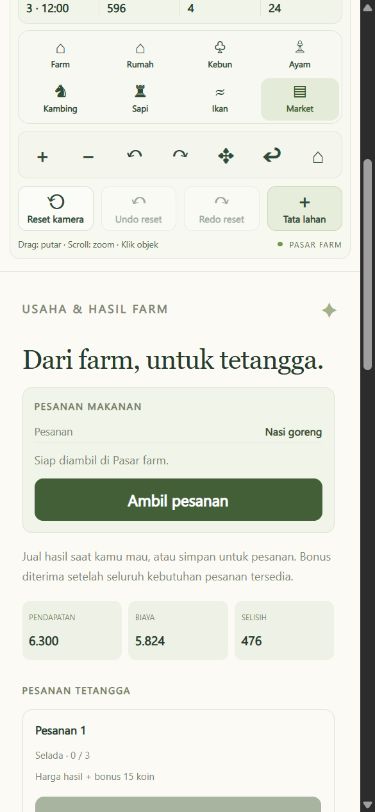 3 · 12:00 596 4 24
Farm Rumah Kebun Ayam
Kambing Sapi Ikan Market
Reset kamera Undo reset Redo reset Tata lahan
Drag: putar · Scroll: zoom · Klik objek PASAR FARM
USAHA & HASIL FARM
Dari farm, untuk tetangga.
PESANAN MAKANAN
Pesanan Nasi goreng
Siap diambil di Pasar farm.
Ambil pesanan
Jual hasil saat kamu mau, atau simpan untuk pesanan. Bonus
diterima setelah seluruh kebutuhan pesanan tersedia.
PENDAPATAN BIAYA SELISIH
6.300 5.824 476
PESANAN TETANGGA
Pesanan 1
Selada · 0 / 3
Harga hasil + bonus 15 koin